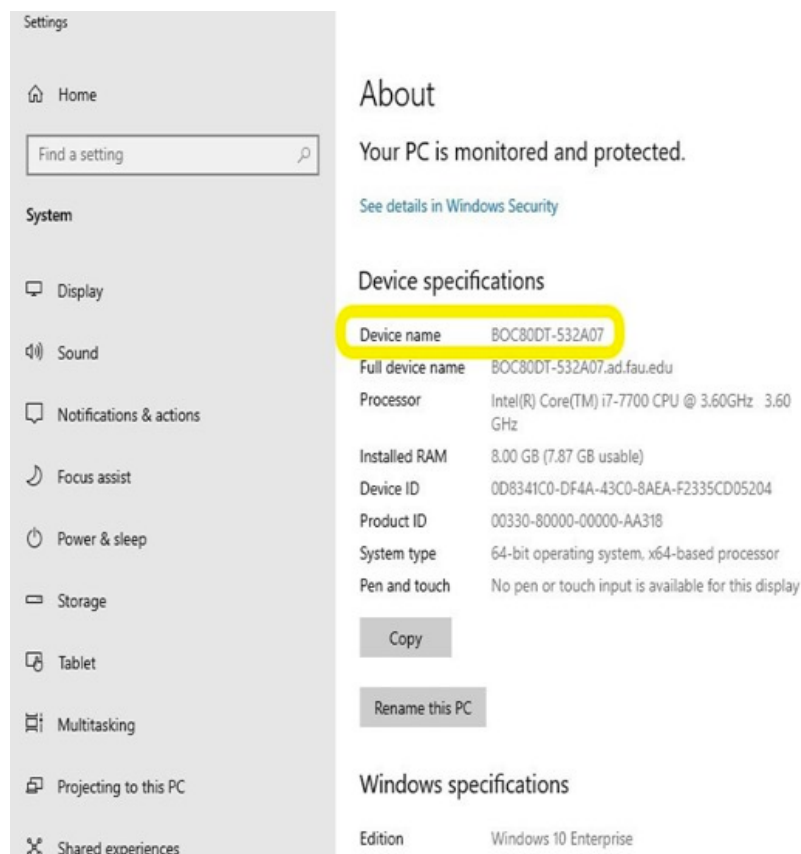 Settings
Home
Find a setting
System
Display
Sound
Notifications & actions
Focus assist
Power & sleep
Storage
Tablet
Multitasking
Projecting to this PC
Shared experiences
About
Your PC is monitored and protected.
See details in Windows Security
Device specifications
Device name BOC80DT-532A07
Full device name BOC80DT-532A07.ad.fau.edu
Processor Intel(R) Core(TM) i7-7700 CPU @ 3.60GHz 3.60
GHz
Installed RAM 8.00 GB (7.87 GB usable)
Device ID 0D8341C0-DF4A-43C0-8AEA-F2335CD05204
Product ID 00330-80000-00000-AA318
System type 64-bit operating system, x64-based processor
Pen and touch No pen or touch input is available for this display
Copy
Rename this PC
Windows specifications
Edition Windows 10 Enterprise